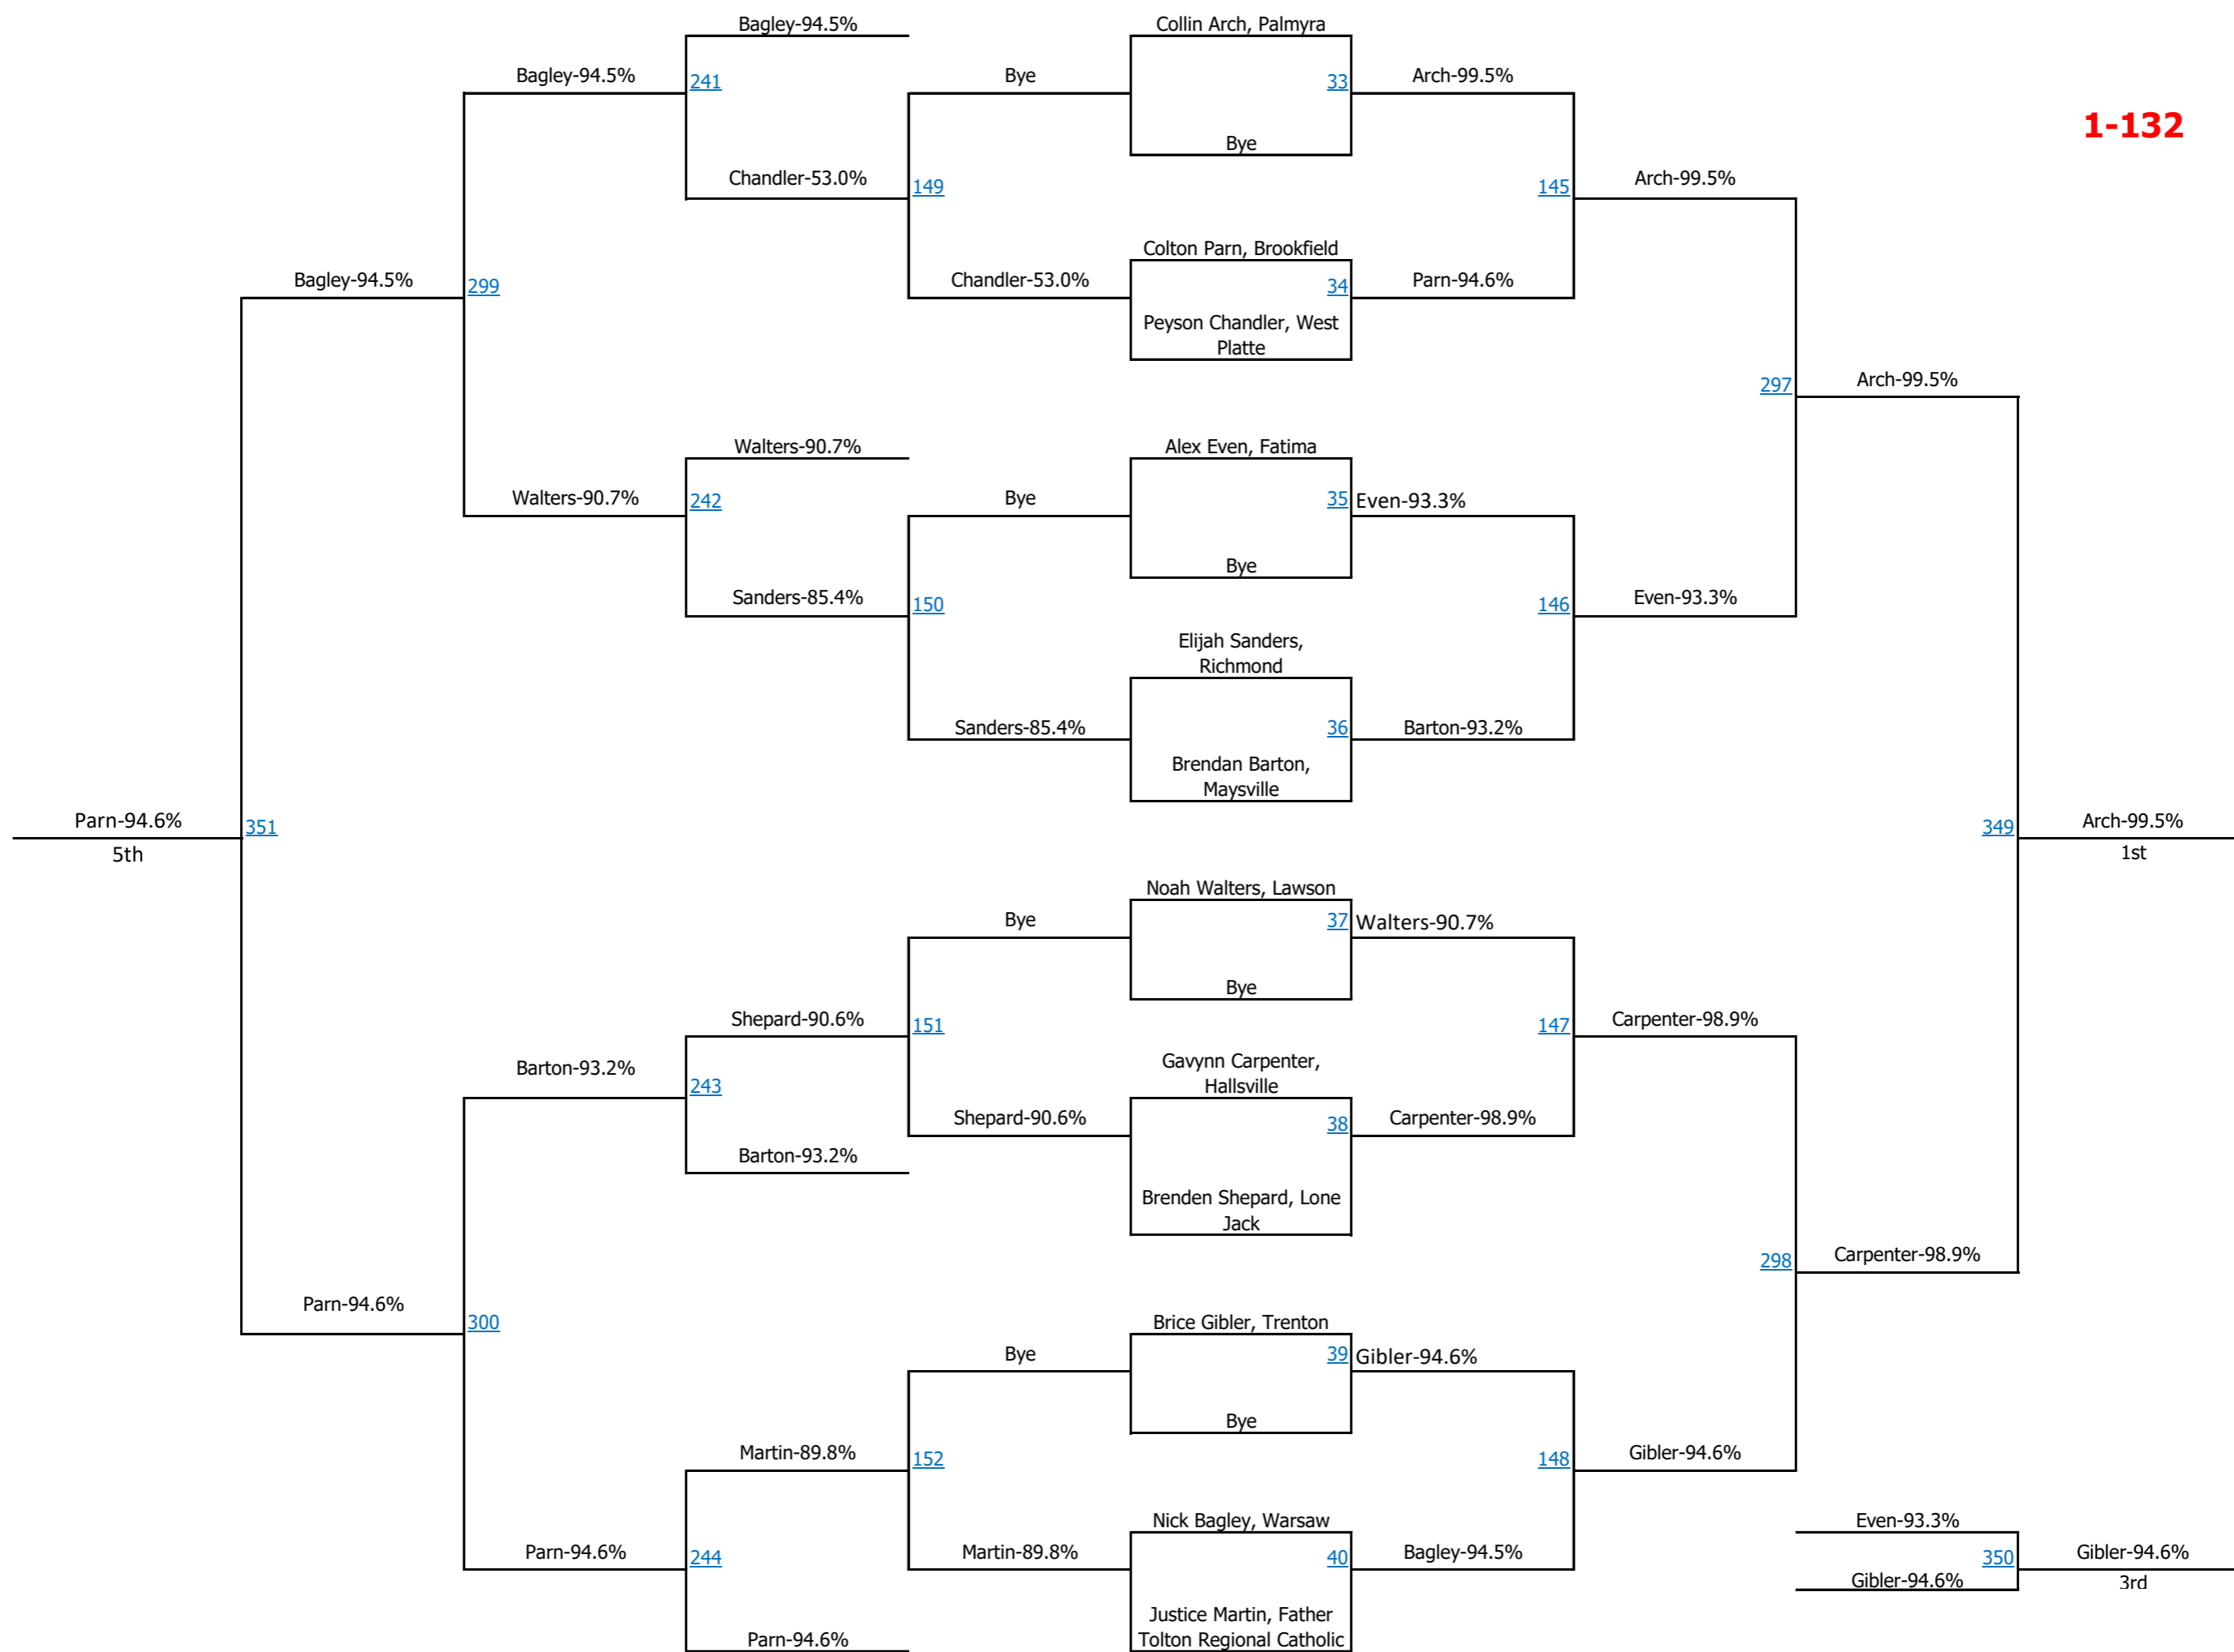 Bagley-94.5%
Collin Arch, Palmyra
Bagley-94.5%
241
Bye
33
Arch-99.5%
1-132
Bye
Chandler-53.0%
149
145
Arch-99.5%
Colton Parn, Brookfield
Bagley-94.5%
299
Chandler-53.0%
34
Parn-94.6%
Peyson Chandler, West
Platte
297
Arch-99.5%
Walters-90.7%
Alex Even, Fatima
Walters-90.7%
242
Bye
35
Even-93.3%
Bye
Sanders-85.4%
150
146
Even-93.3%
Elijah Sanders,
Richmond
Sanders-85.4%
36
Barton-93.2%
Brendan Barton,
Maysville
Parn-94.6%
351
349
Arch-99.5%
5th
1st
Noah Walters, Lawson
Bye
37
Walters-90.7%
Bye
Shepard-90.6%
151
147
Carpenter-98.9%
Barton-93.2%
243
Gavynn Carpenter,
Hallsville
Shepard-90.6%
38
Carpenter-98.9%
Barton-93.2%
Brenden Shepard, Lone
Jack
298
Carpenter-98.9%
Parn-94.6%
300
Brice Gibler, Trenton
Bye
39
Gibler-94.6%
Bye
Martin-89.8%
152
148
Gibler-94.6%
Nick Bagley, Warsaw
Even-93.3%
Parn-94.6%
244
Martin-89.8%
40
Bagley-94.5%
350
Gibler-94.6%
Gibler-94.6%
3rd
Justice Martin, Father
Tolton Regional Catholic
Parn-94.6%